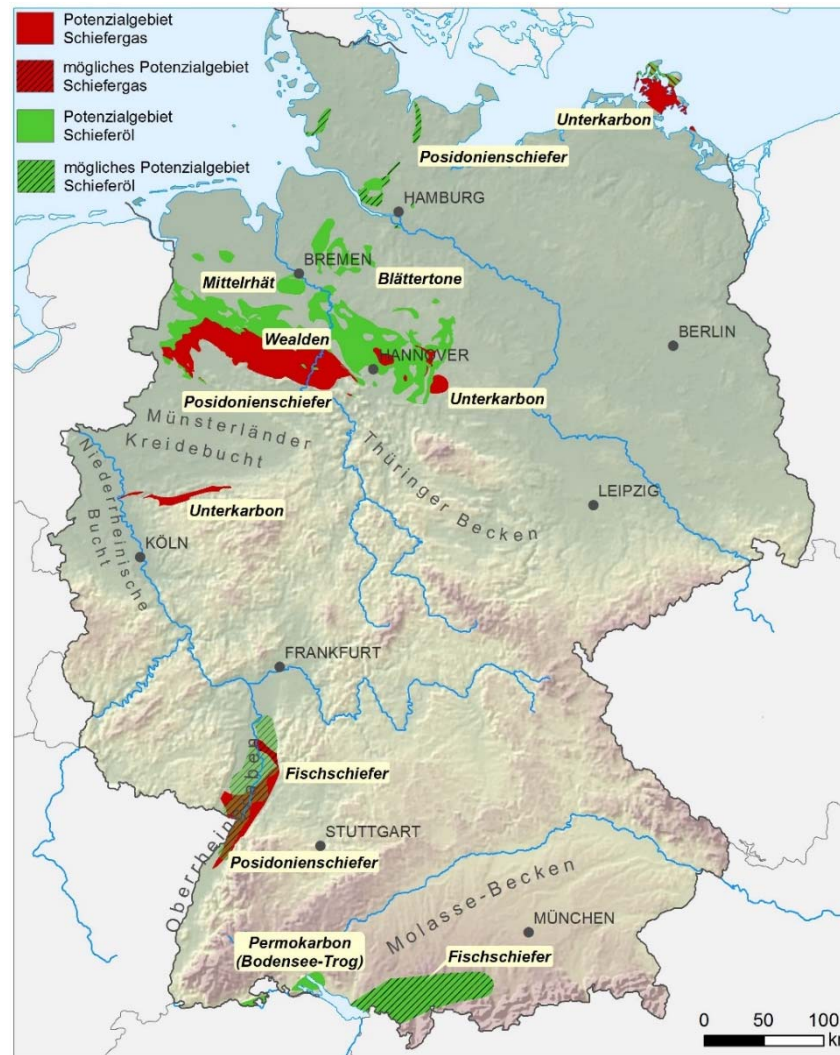 Potenzialgebiet
Schiefergas
mögliches Potenzialgebiet
Schiefergas
Potenzialgebiet
Schieferöl
mögliches Potenzialgebiet
Schieferöl
Unterkarbon
Posidonienschiefer
HAMBURG
BREMEN
Mittelrhät
Blättertone
Wealden
BERLIN
HANNOVER
Posidonienschiefer
Unterkarbon
Münsterländer
Kreidebucht
Thüringer Becken
Niederrheinische
Bucht
LEIPZIG
Unterkarbon
KÖLN
FRANKFURT
Oberrheingraben
Fischschiefer
STUTTGART
Posidonienschiefer
Molasse-Becken
MÜNCHEN
Permokarbon
(Bodensee-Trog)
Fischschiefer
0 50 100